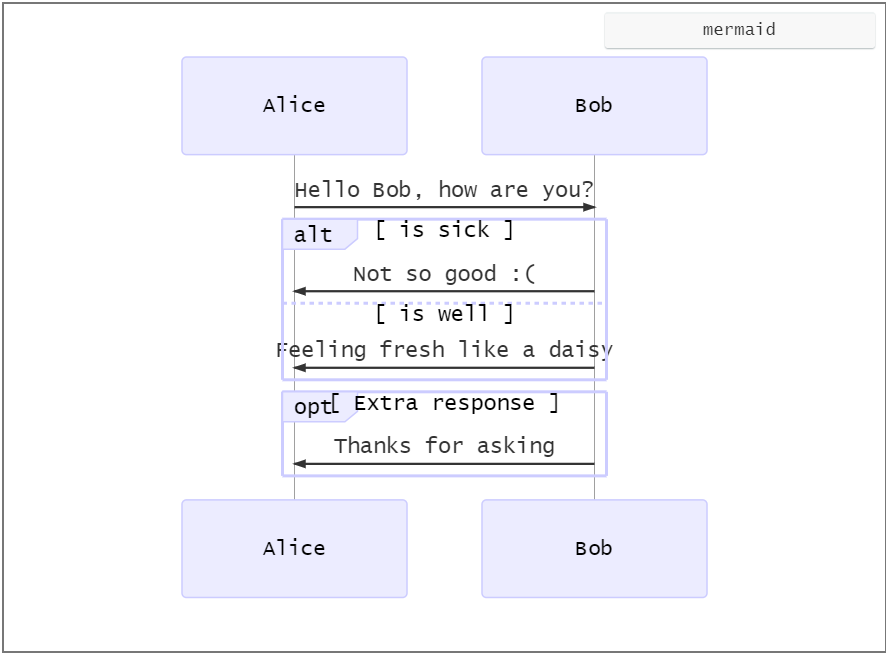 mermaid
Alice Bob
Hello Bob, how are you?
alt [ is sick ]
Not so good :(
[ is well ]
Feeling fresh like a daisy
opt [ Extra response ]
Thanks for asking
Alice Bob